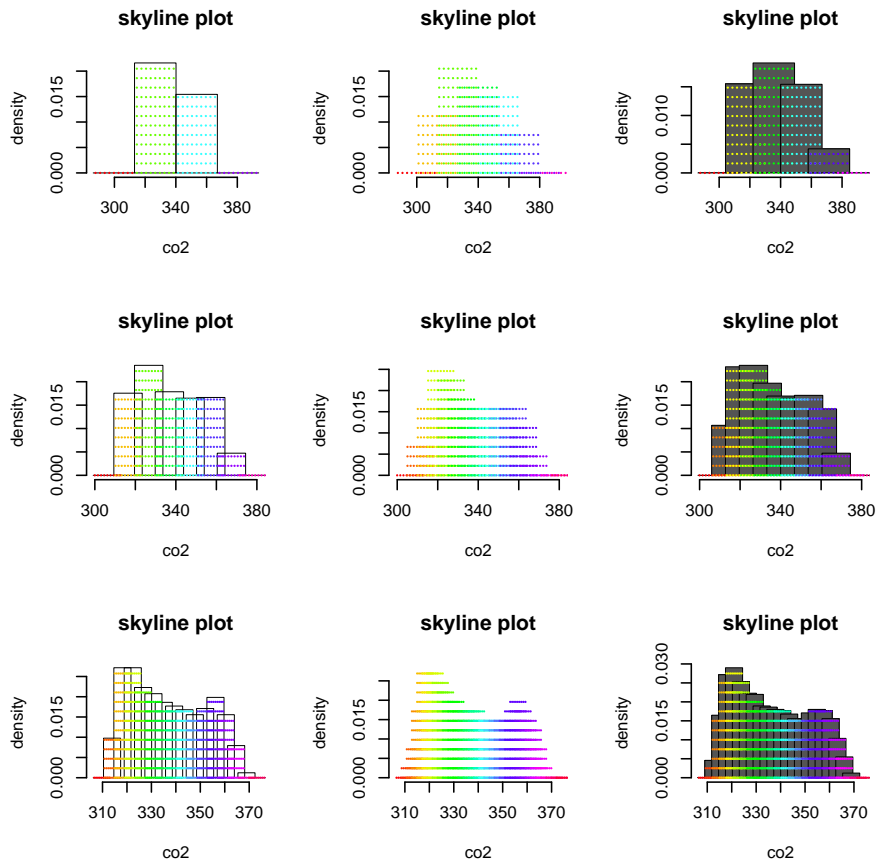 skyline plot
density
0.000 0.015
300 340 380
co2
skyline plot
density
0.000 0.015
300 340 380
co2
skyline plot
density
0.000 0.010
300 340 380
co2
skyline plot
density
0.000 0.015
300 340 380
co2
skyline plot
density
0.000 0.015
300 340 380
co2
skyline plot
density
0.000 0.015
300 340 380
co2
skyline plot
density
0.000 0.015
310 330 350 370
co2
skyline plot
density
0.000 0.015
310 330 350 370
co2
skyline plot
density
0.000 0.015 0.030
310 330 350 370
co2